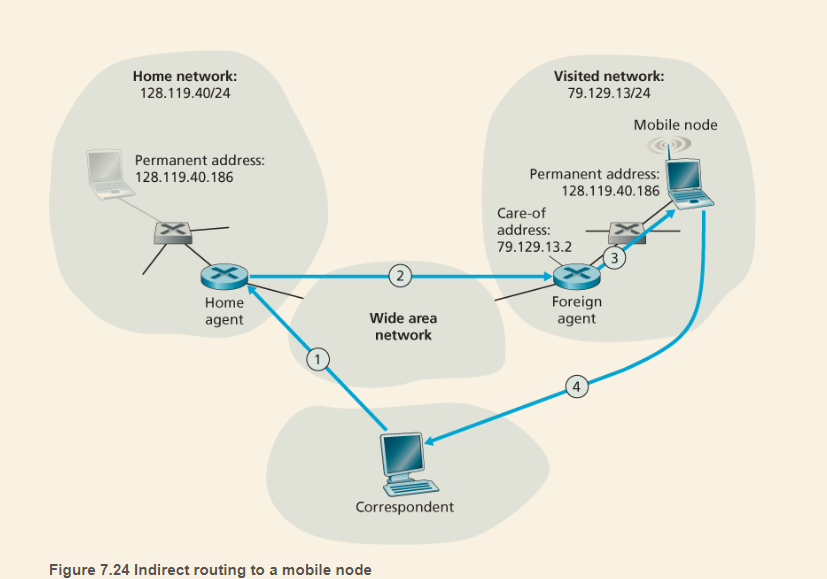 Home network:
128.119.40/24
Visited network:
79.129.13/24
Mobile node
Permanent address:
128.119.40.186
Permanent address:
128.119.40.186
Care-of
address:
79.129.13.2
2
3
Home
agent
Foreign
agent
Wide area
network
1
4
Correspondent
Figure 7.24 Indirect routing to a mobile node